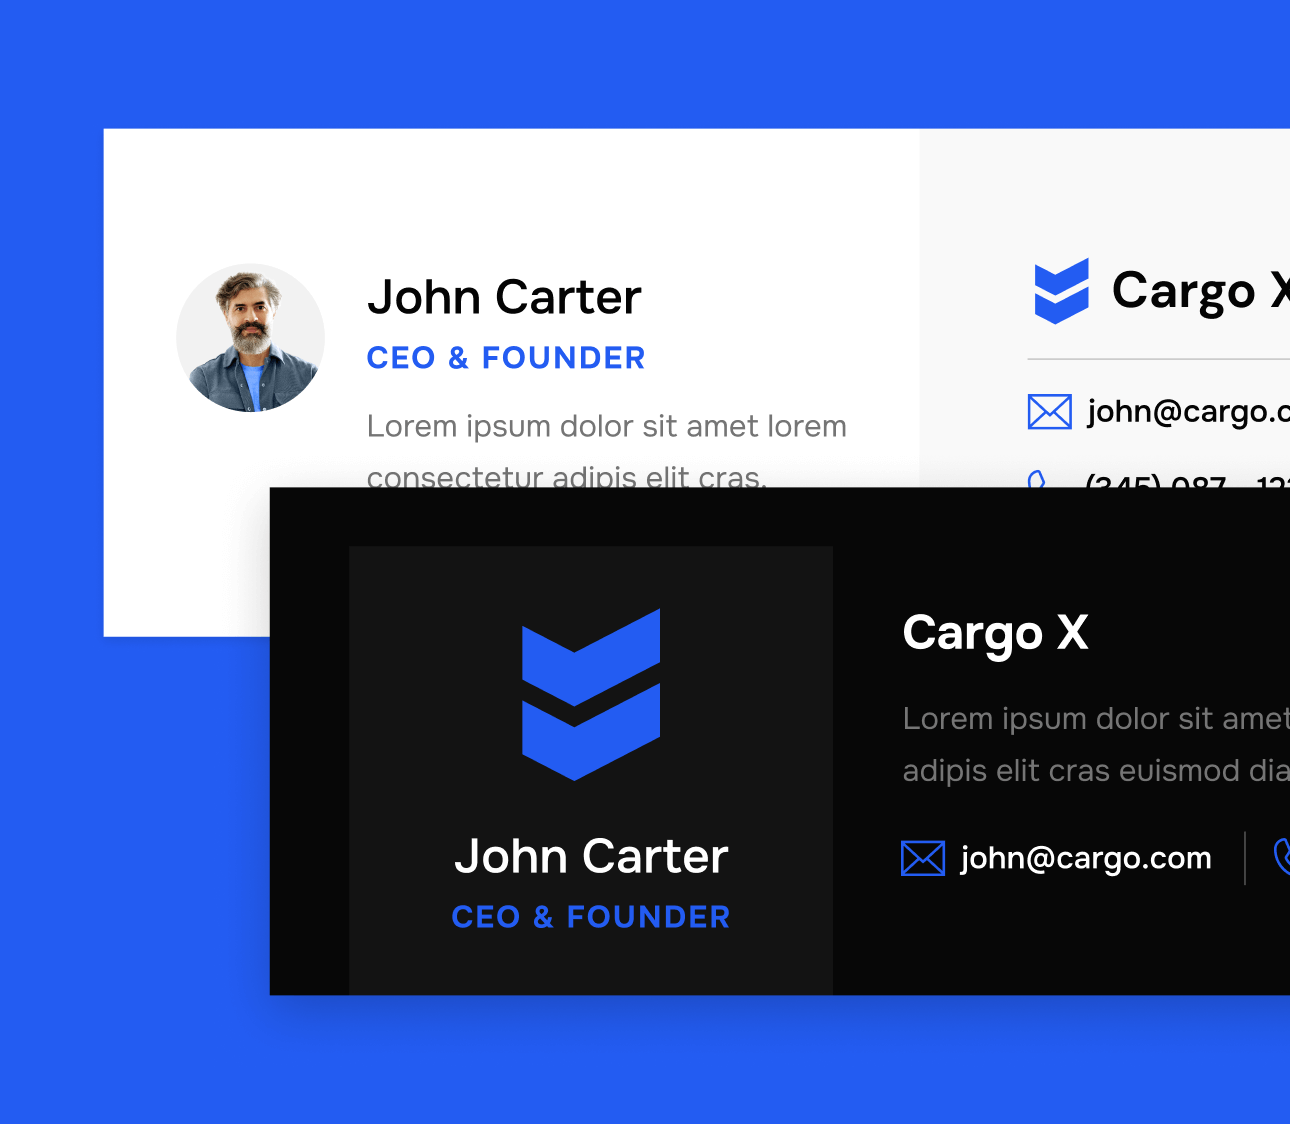 John Carter
CEO & FOUNDER
Lorem ipsum dolor sit amet lorem
consectetur adipis elit cras.
Cargo X
john@cargo.c
(345) 087 - 12
John Carter
CEO & FOUNDER
Cargo X
Lorem ipsum dolor sit amet
adipis elit cras euismod dia
john@cargo.com